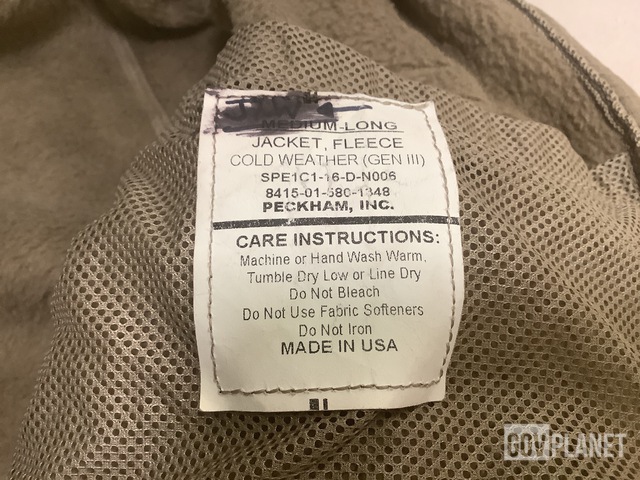 MEDIUM-LONG
JACKET, FLEECE
COLD WEATHER (GEN III)
SPE1C1-16-D-N006
8415-01-580-1348
PECKHAM, INC.
CARE INSTRUCTIONS:
Machine or Hand Wash Warm,
Tumble Dry Low or Line Dry
Do Not Bleach
Do Not Use Fabric Softeners
Do Not Iron
MADE IN USA
GOVPLANET